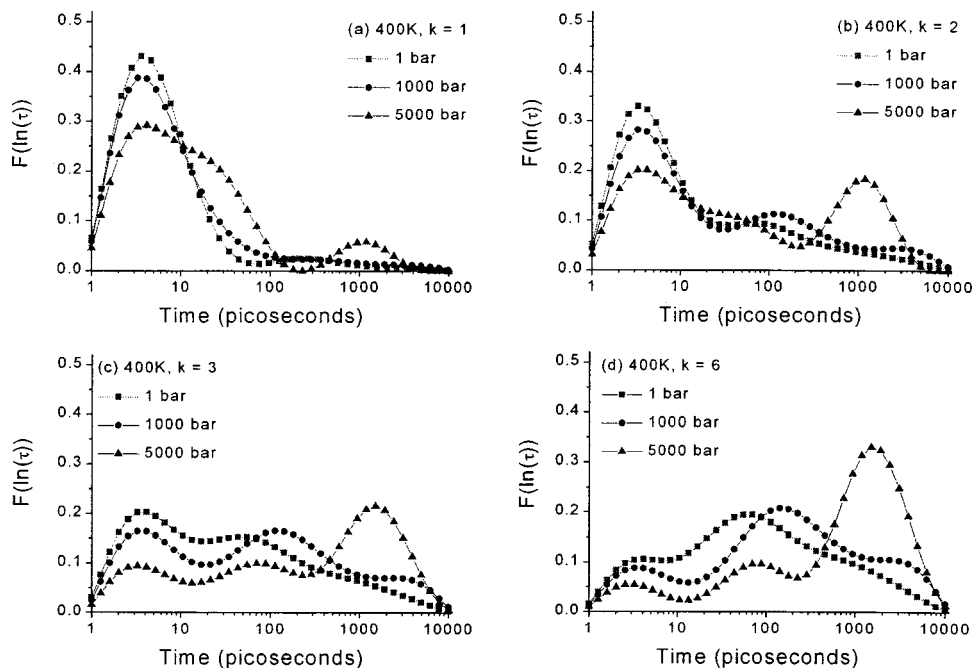 0.5
0.4
0.3
0.2
0.1
0.0
F(ln(τ))
(a) 400K, k = 1
1 bar
1000 bar
5000 bar
1 10 100 1000 10000
Time (picoseconds)
0.5
0.4
0.3
0.2
0.1
0.0
F(ln(τ))
(b) 400K, k = 2
1 bar
1000 bar
5000 bar
1 10 100 1000 10000
Time (picoseconds)
0.5
0.4
0.3
0.2
0.1
0.0
F(ln(τ))
(c) 400K, k = 3
1 bar
1000 bar
5000 bar
1 10 100 1000 10000
Time (picoseconds)
0.5
0.4
0.3
0.2
0.1
0.0
F(ln(τ))
(d) 400K, k = 6
1 bar
1000 bar
5000 bar
1 10 100 1000 10000
Time (picoseconds)